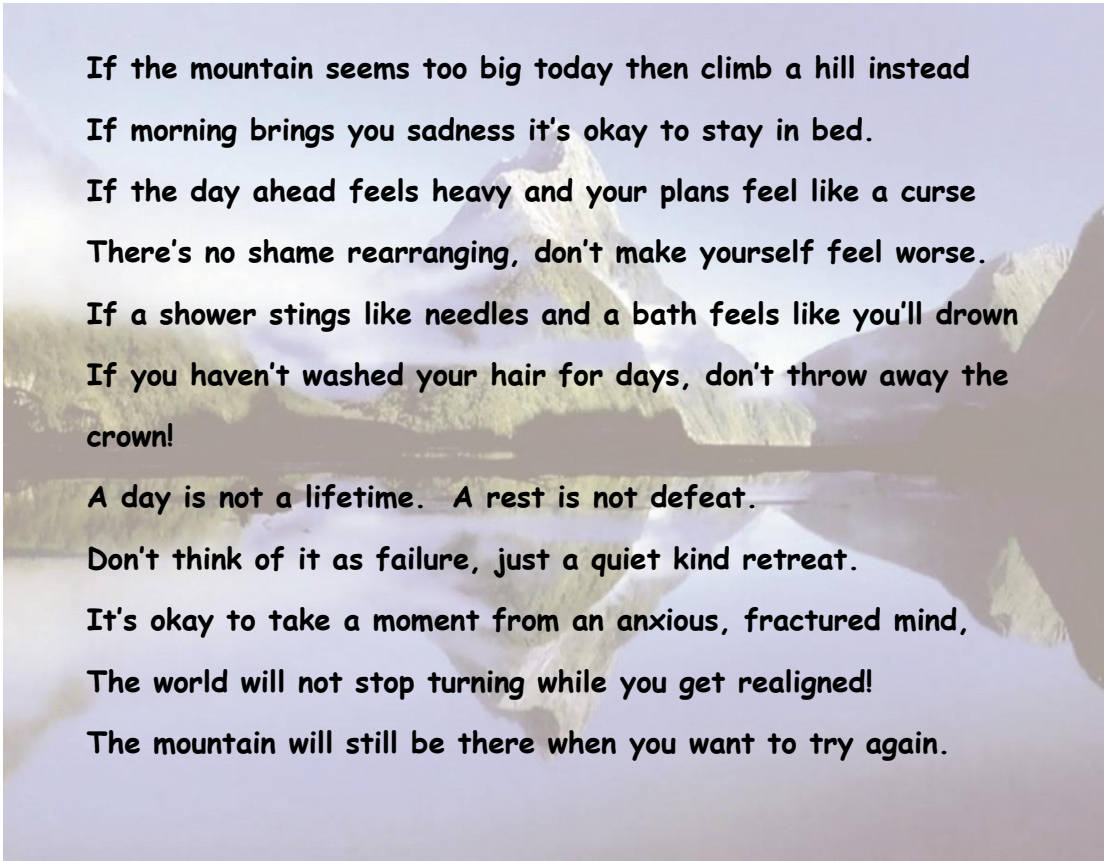 If the mountain seems too big today then climb a hill instead
If morning brings you sadness it's okay to stay in bed.
If the day ahead feels heavy and your plans feel like a curse
There's no shame rearranging, don't make yourself feel worse.
If a shower stings like needles and a bath feels like you'll drown
If you haven't washed your hair for days, don't throw away the
crown!
A day is not a lifetime.  A rest is not defeat.
Don't think of it as failure, just a quiet kind retreat.
It's okay to take a moment from an anxious, fractured mind,
The world will not stop turning while you get realigned!
The mountain will still be there when you want to try again.